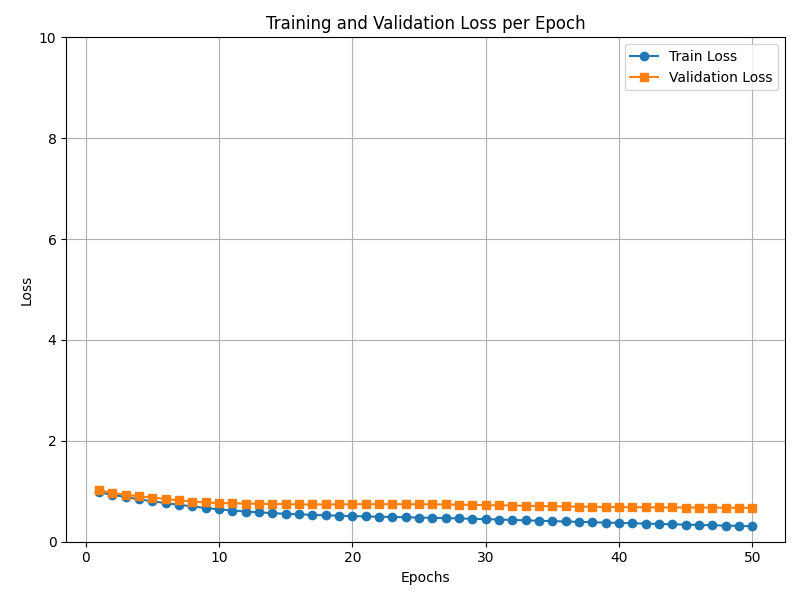 Training and Validation Loss per Epoch
Train Loss
Validation Loss
Loss
10
8
6
4
2
0
0 10 20 30 40 50
Epochs